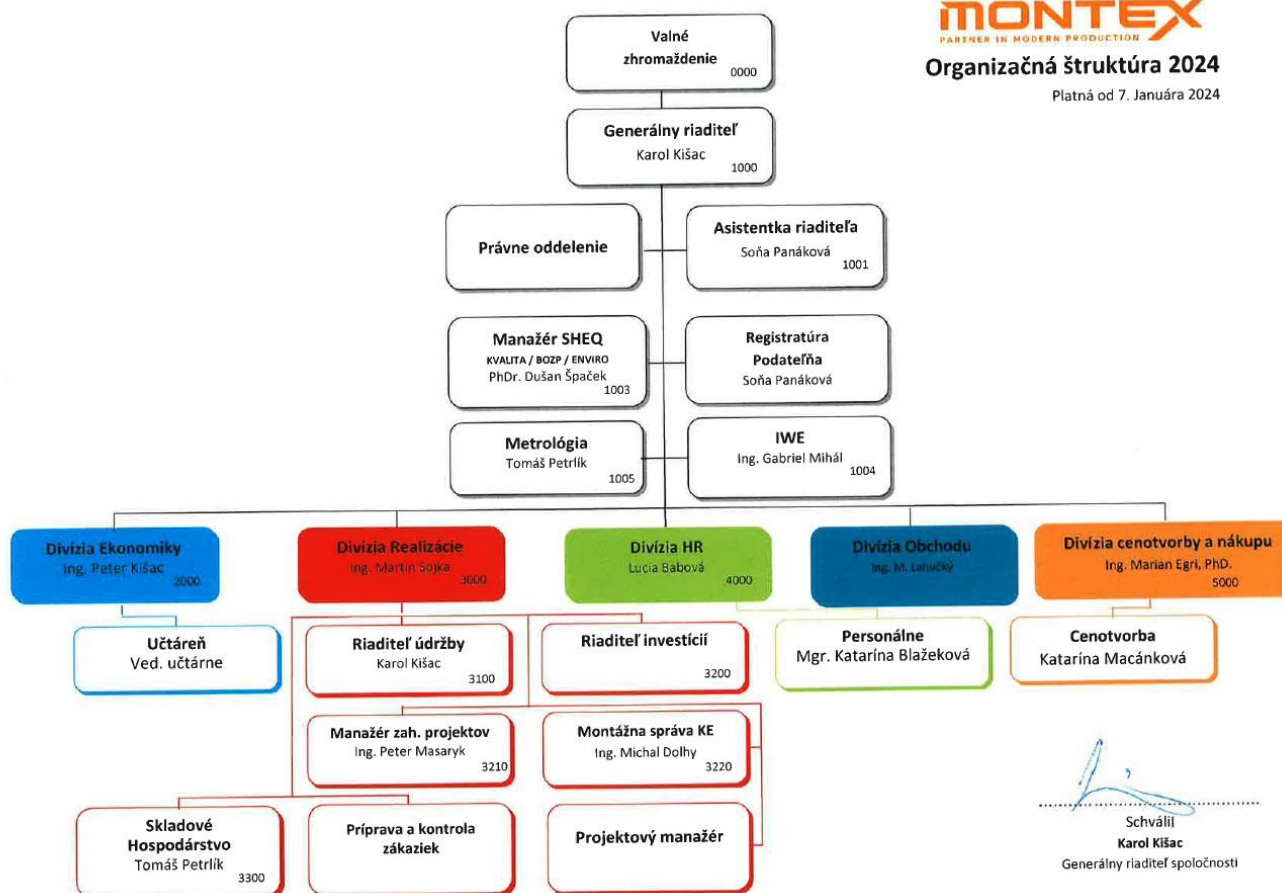 MONTEX
PARTNER IN MODERN PRODUCTION
Organizačná štruktúra 2024
Platná od 7. Januára 2024
Valné
zhromaždenie
0000
Generálny riaditeľ
Karol Kišac
1000
Právne oddelenie
Asistentka riaditeľa
Soňa Panáková
1001
Manažér SHEQ
KVALITA / BOZP / ENVIRO
PhDr. Dušan Špaček
1003
Registratúra
Podateľňa
Soňa Panáková
Metrológia
Tomáš Petrlík
1005
IWE
Ing. Gabriel Mihál
1004
Divízia Ekonomiky
Ing. Peter Kišac
2000
Divízia Realizácie
Ing. Martin Sojka
3000
Divízia HR
Lucia Babová
4000
Divízia Obchodu
Ing. M. Lahučký
Divízia cenotvorby a nákupu
Ing. Marian Egri, PhD.
5000
Učtáreň
Ved. učtárne
Riaditeľ údržby
Karol Kišac
3100
Riaditeľ investícií
3200
Personálne
Mgr. Katarína Blažeková
Cenotvorba
Katarína Macánková
Manažér zah. projektov
Ing. Peter Masaryk
3210
Montážna správa KE
Ing. Michal Dolhy
3220
Skladové
Hospodárstvo
Tomáš Petrlík
3300
Príprava a kontrola
zákaziek
Projektový manažér
Schválil
Karol Kišac
Generálny riaditeľ spoločnosti